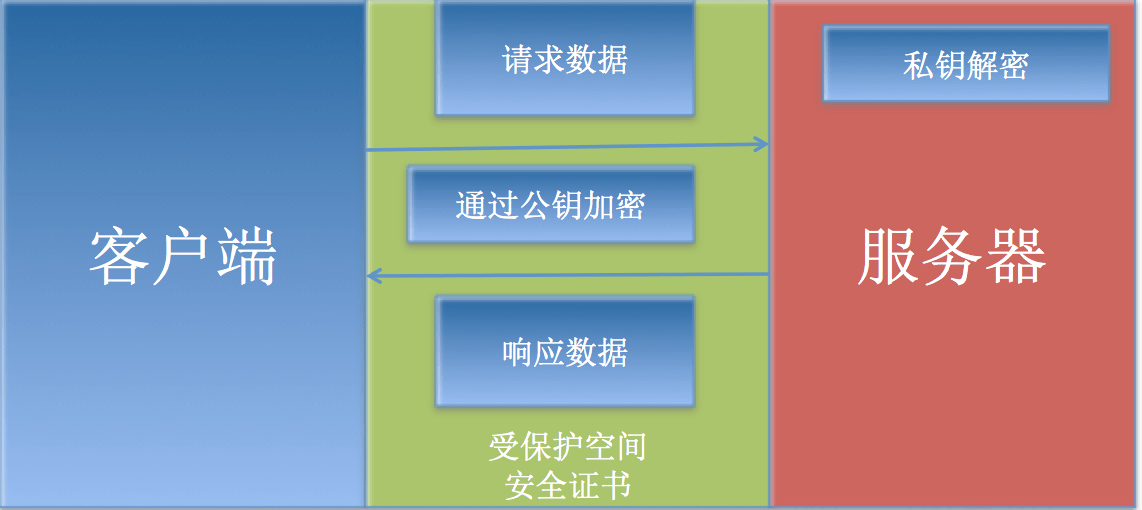 请求数据
私钥解密
通过公钥加密
客户端
服务器
响应数据
受保护空间
安全证书